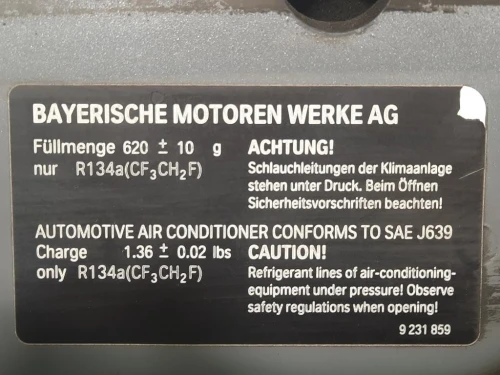 BAYERISCHE MOTOREN WERKE AG
Füllmenge 620 ± 10 g
nur R134a(CF₃CH₂F)
ACHTUNG!
Schlauchleitungen der Klimaanlage
stehen unter Druck. Beim Öffnen
Sicherheitsvorschriften beachten!
AUTOMOTIVE AIR CONDITIONER CONFORMS TO SAE J639
Charge 1.36 ± 0.02 lbs
only R134a(CF₃CH₂F)
CAUTION!
Refrigerant lines of air-conditioning-
equipment under pressure! Observe
safety regulations when opening!
9 231 859